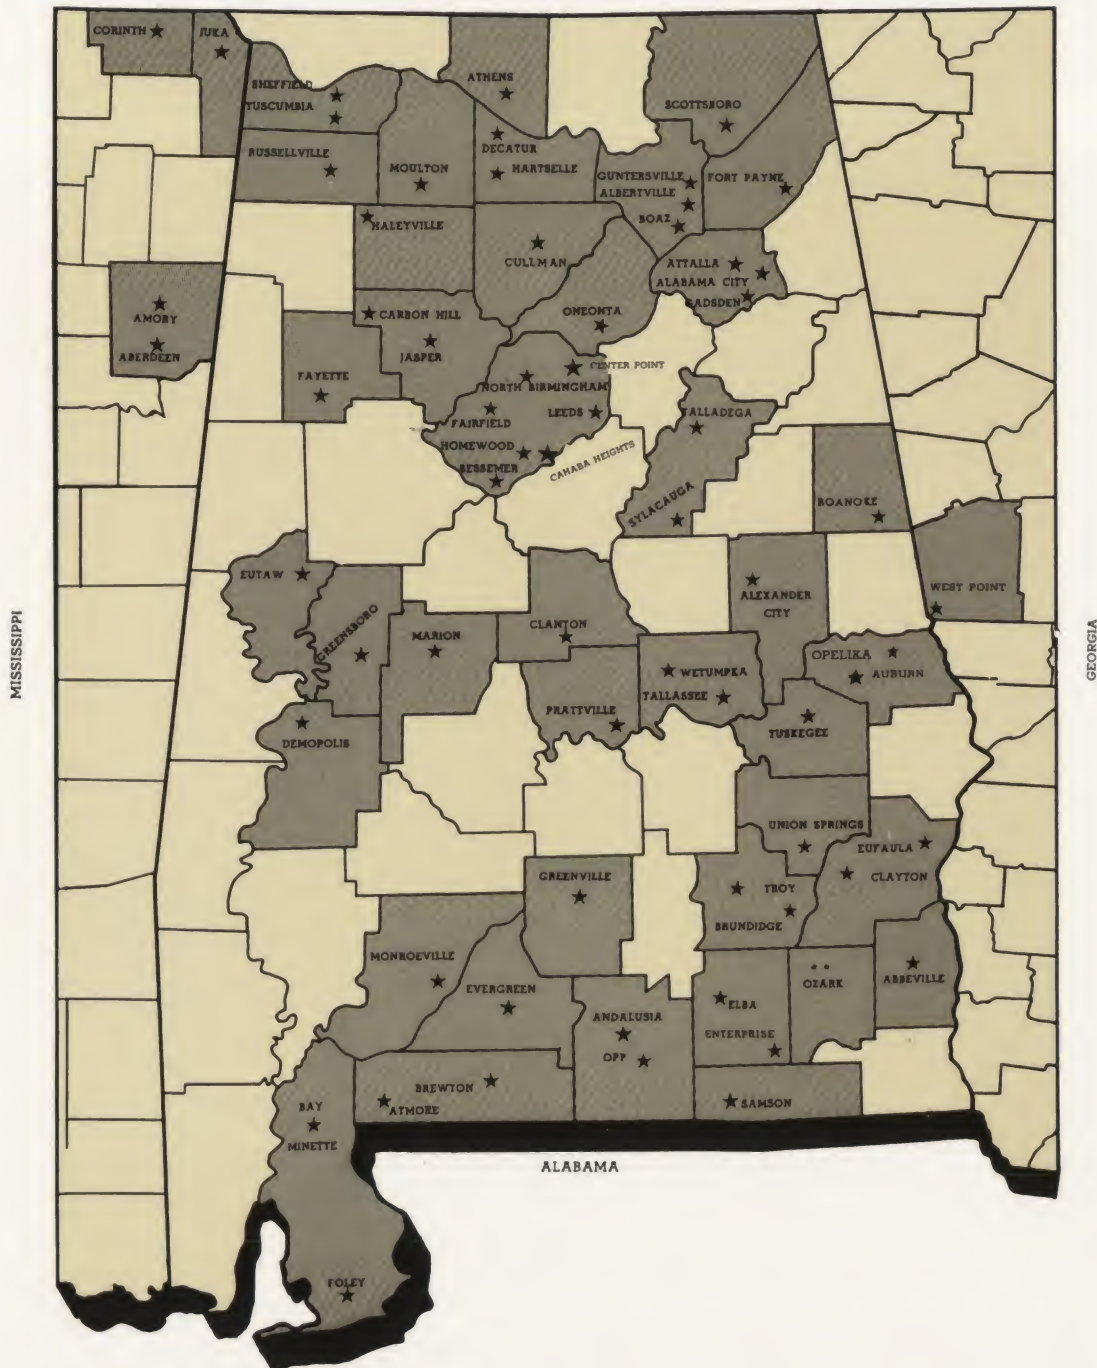 CORINTH
JUKA
SHEFFIELD
TUSCUMBIA
ATHENS
SCOTTSBORO
DECATUR
HARTSELLE
RUSSELLVILLE
MOULTON
GUNTERSVILLE
ALBERTVILLE
BOAZ
FORT PAYNE
HALEYVILLE
CULLMAN
ATTALLA
ALABAMA CITY
GADSDEN
AMORY
ABERDEEN
CARBON HILL
JASPER
ONEONTA
FAYETTE
CENTER POINT
NORTH BIRMINGHAM
LEEDS
FAIRFIELD
HOMEWOOD
BESSEMER
CAHABA HEIGHTS
TALLADEGA
SYLACAUGA
ROANOKE
EUTAW
GREENSBORO
MARION
CLANTON
ALEXANDER
CITY
WEST POINT
MISSISSIPPI
GEORGIA
OPELIKA
AUBURN
WETUMPKA
TALLASSEE
PRATTVILLE
TUSKEGEE
DEMOPOLIS
UNION SPRINGS
EUFAULA
CLAYTON
GREENVILLE
TROY
BRUNDIDGE
MONROEVILLE
EVERGREEN
OZARK
ABBEVILLE
ELBA
ENTERPRISE
ANDALUSIA
OPP
BREWTON
ATMORE
SAMSON
BAY
MINETTE
ALABAMA
FOLEY